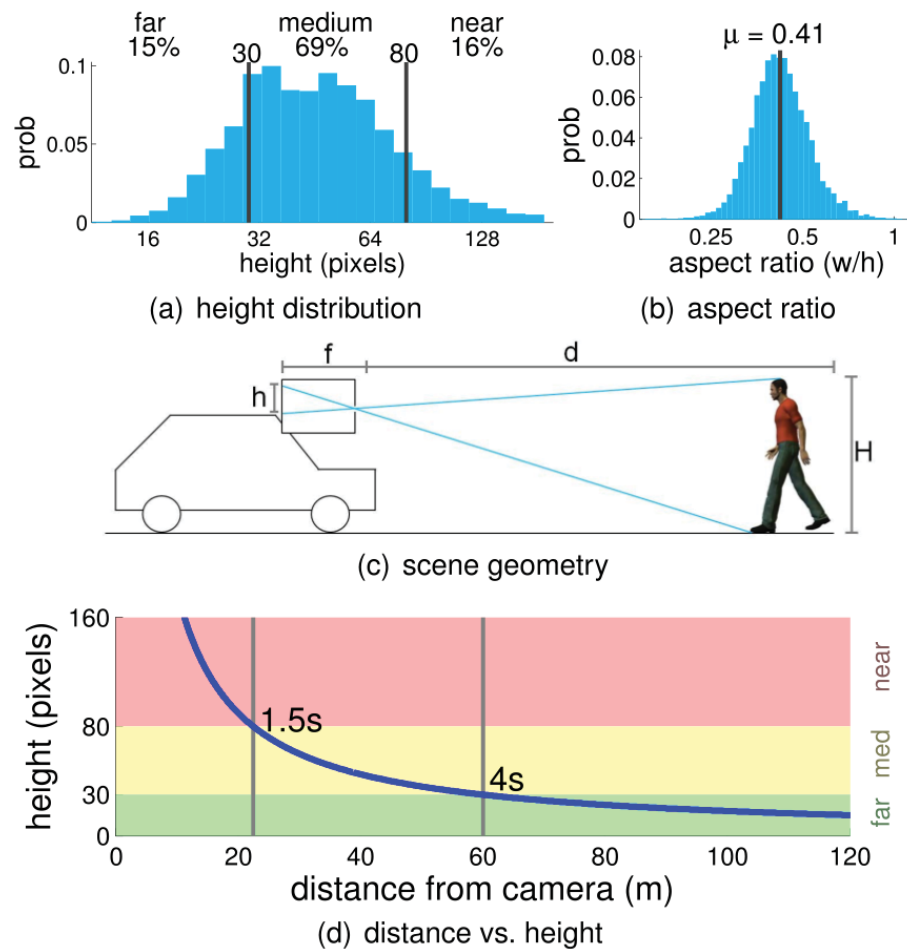 far medium near
15% 30 69% 80 16%
0.1
0.05
0
prob
16 32 64 128
height (pixels)
(a) height distribution
μ = 0.41
0.08
0.06
0.04
0.02
0
prob
0.25 0.5 1
aspect ratio (w/h)
(b) aspect ratio
f d
h
H
(c) scene geometry
160
80
30
0
height (pixels)
1.5s
4s
near
med
far
0 20 40 60 80 100 120
distance from camera (m)
(d) distance vs. height